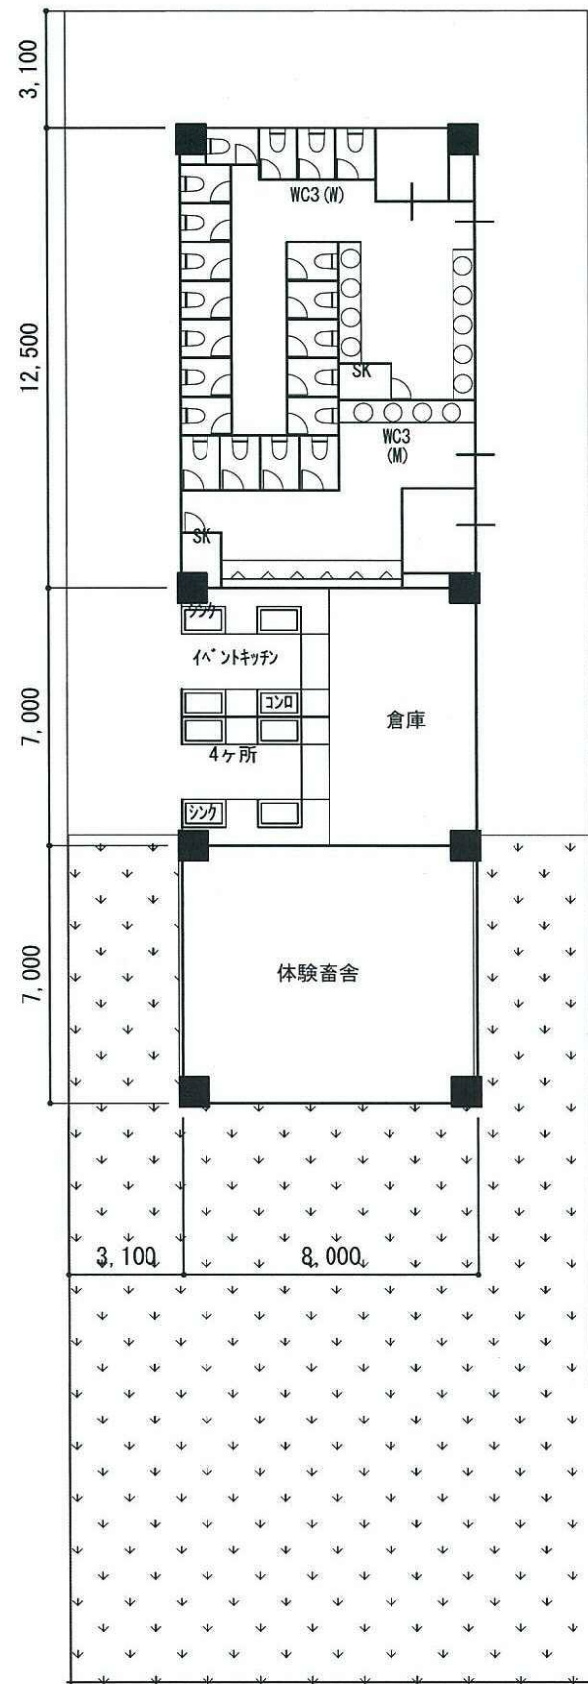 3,100
WC3 (W)
12,500
SK
WC3
(M)
SK
シンク
イベントキッチン
7,000
コンロ
倉庫
4ヶ所
シンク
7,000
体験畜舎
3,100
8,000